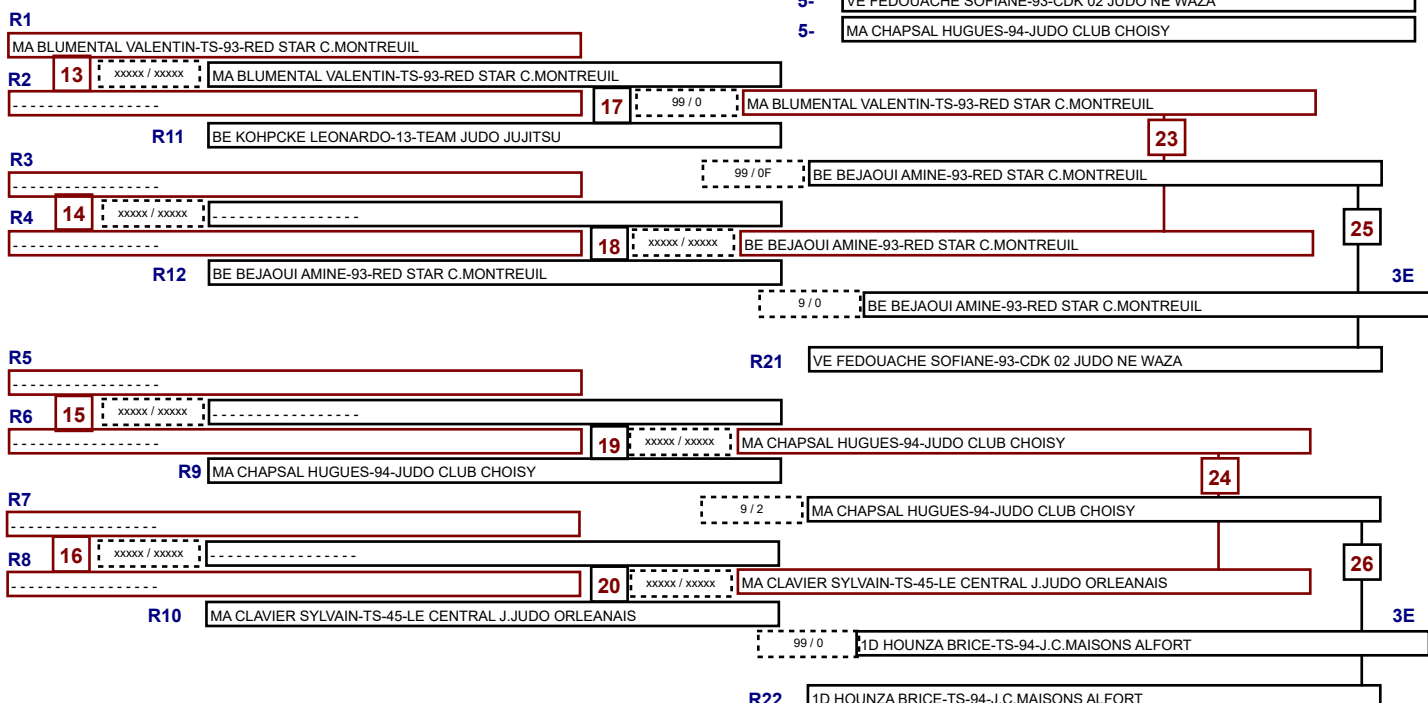 5- VE FEDOUACHE SOFIANE-93-CDK 02 JUDO NE WAZA
R1
5- MA CHAPSAL HUGUES-94-JUDO CLUB CHOISY
MA BLUMENTAL VALENTIN-TS-93-RED STAR C.MONTREUIL
R2 13 xxxxx / xxxxx MA BLUMENTAL VALENTIN-TS-93-RED STAR C.MONTREUIL
- - - - - - - - - - - - - - - - 17 99 / 0 MA BLUMENTAL VALENTIN-TS-93-RED STAR C.MONTREUIL
R11 BE KOHPCKE LEONARDO-13-TEAM JUDO JUJITSU 23
R3
- - - - - - - - - - - - - - - - 99 / 0F BE BEJAOUI AMINE-93-RED STAR C.MONTREUIL
R4 14 xxxxx / xxxxx - - - - - - - - - - - - - - - - 25
- - - - - - - - - - - - - - - - 18 xxxxx / xxxxx BE BEJAOUI AMINE-93-RED STAR C.MONTREUIL
R12 BE BEJAOUI AMINE-93-RED STAR C.MONTREUIL 3E
9 / 0 BE BEJAOUI AMINE-93-RED STAR C.MONTREUIL
R5 R21 VE FEDOUACHE SOFIANE-93-CDK 02 JUDO NE WAZA
- - - - - - - - - - - - - - - -
R6 15 xxxxx / xxxxx - - - - - - - - - - - - - - - -
- - - - - - - - - - - - - - - - 19 xxxxx / xxxxx MA CHAPSAL HUGUES-94-JUDO CLUB CHOISY
R9 MA CHAPSAL HUGUES-94-JUDO CLUB CHOISY 24
R7
- - - - - - - - - - - - - - - - 9 / 2 MA CHAPSAL HUGUES-94-JUDO CLUB CHOISY
R8 16 xxxxx / xxxxx - - - - - - - - - - - - - - - - 26
- - - - - - - - - - - - - - - - 20 xxxxx / xxxxx MA CLAVIER SYLVAIN-TS-45-LE CENTRAL J.JUDO ORLEANAIS
R10 MA CLAVIER SYLVAIN-TS-45-LE CENTRAL J.JUDO ORLEANAIS 3E
99 / 0 1D HOUNZA BRICE-TS-94-J.C.MAISONS ALFORT
R22 1D HOUNZA BRICE-TS-94-J.C.MAISONS ALFORT